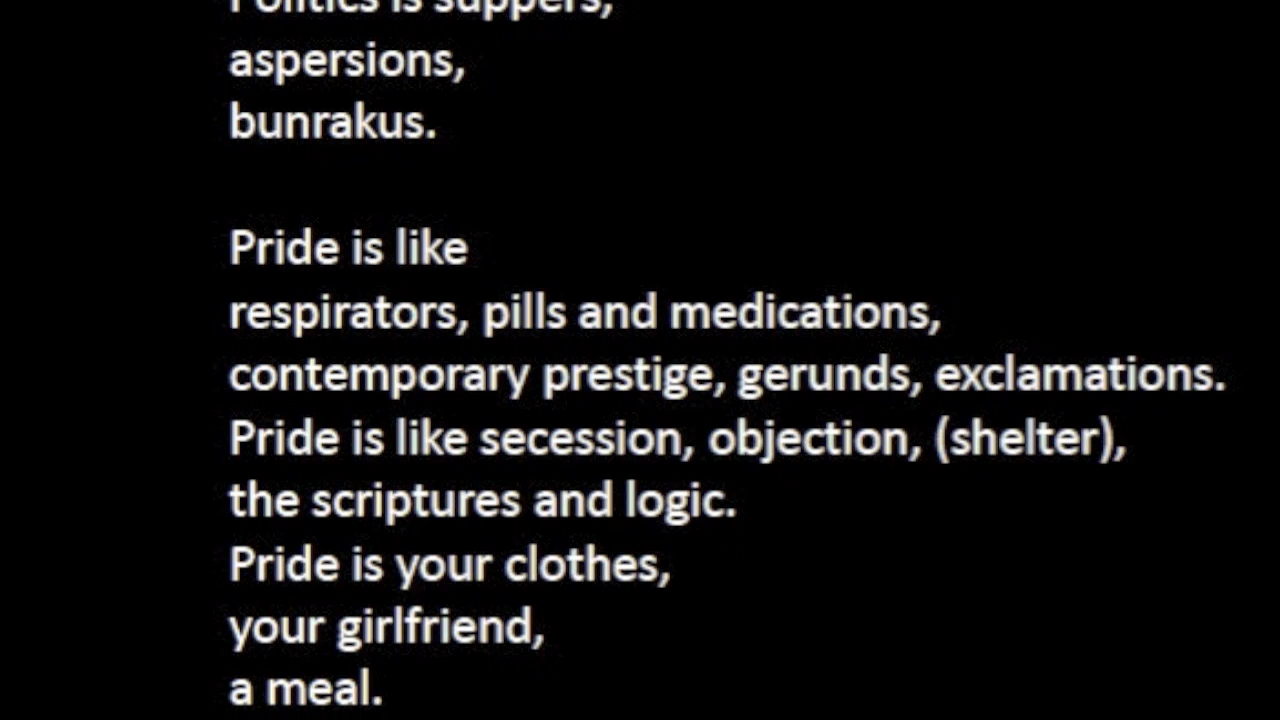 Politics is suppers,
aspersions,
bunrakus.
Pride is like
respirators, pills and medications,
contemporary prestige, gerunds, exclamations.
Pride is like secession, objection, (shelter),
the scriptures and logic.
Pride is your clothes,
your girlfriend,
a meal.